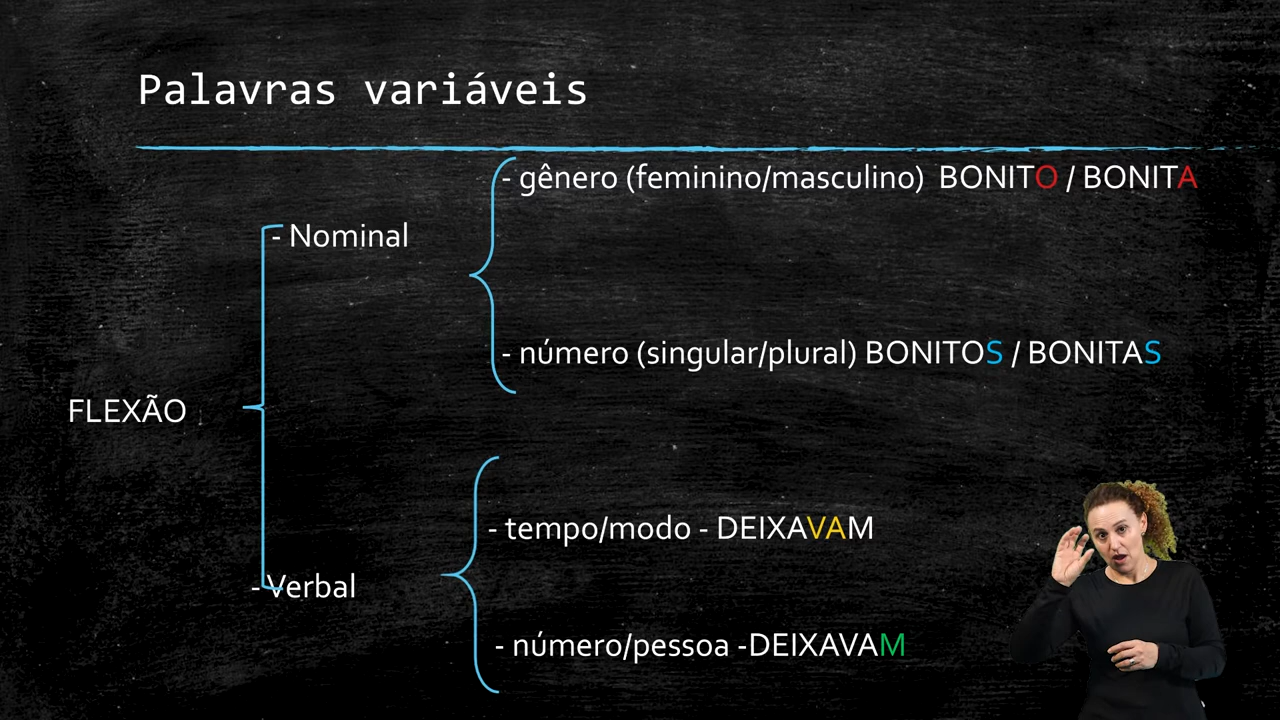 Palavras variáveis
- gênero (feminino/masculino) BONITO / BONITA
- Nominal
- número (singular/plural) BONITOS / BONITAS
FLEXÃO
- tempo/modo - DEIXAVAM
- Verbal
- número/pessoa -DEIXAVAM